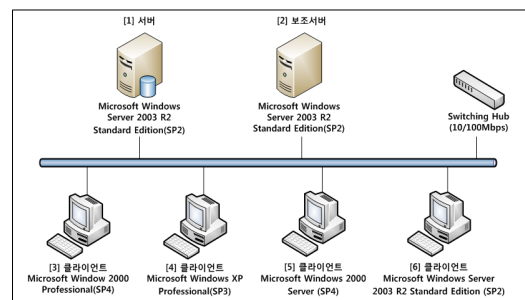 [1] 서버
Microsoft Windows
Server 2003 R2
Standard Edition(SP2)
[2] 보조서버
Microsoft Windows
Server 2003 R2
Standard Edition(SP2)
Switching Hub
(10/100Mbps)
[3] 클라이언트
Microsoft Window 2000
Professional(SP4)
[4] 클라이언트
Microsoft Windows XP
Professional(SP3)
[5] 클라이언트
Microsoft Windows 2000
Server (SP4)
[6] 클라이언트
Microsoft Windows Server
2003 R2 Standard Edition (SP2)